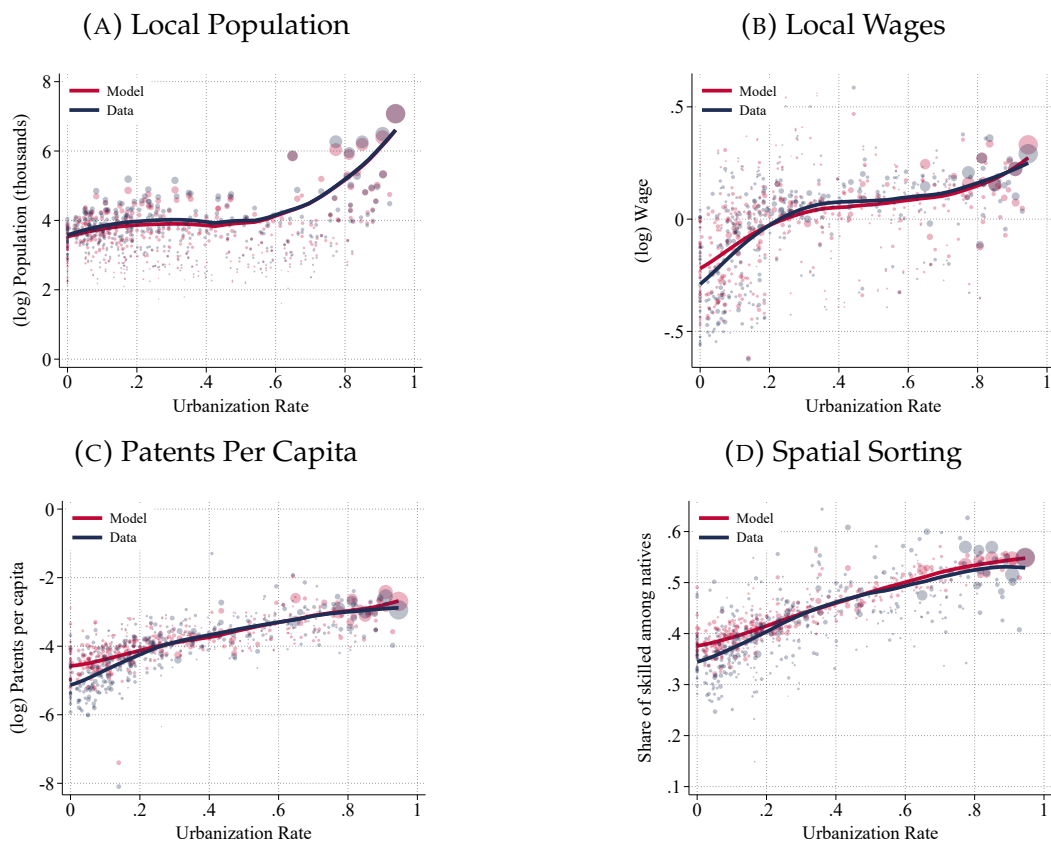 (A) Local Population
(B) Local Wages
8
6
4
2
0
(log) Population (thousands)
Model
Data
0 .2 .4 .6 .8 1
Urbanization Rate
.5
0
-.5
(log) Wage
Model
Data
0 .2 .4 .6 .8 1
Urbanization Rate
(C) Patents Per Capita
(D) Spatial Sorting
0
-2
-4
-6
-8
(log) Patents per capita
Model
Data
0 .2 .4 .6 .8 1
Urbanization Rate
.6
.5
.4
.3
.2
.1
Share of skilled among natives
Model
Data
0 .2 .4 .6 .8 1
Urbanization Rate